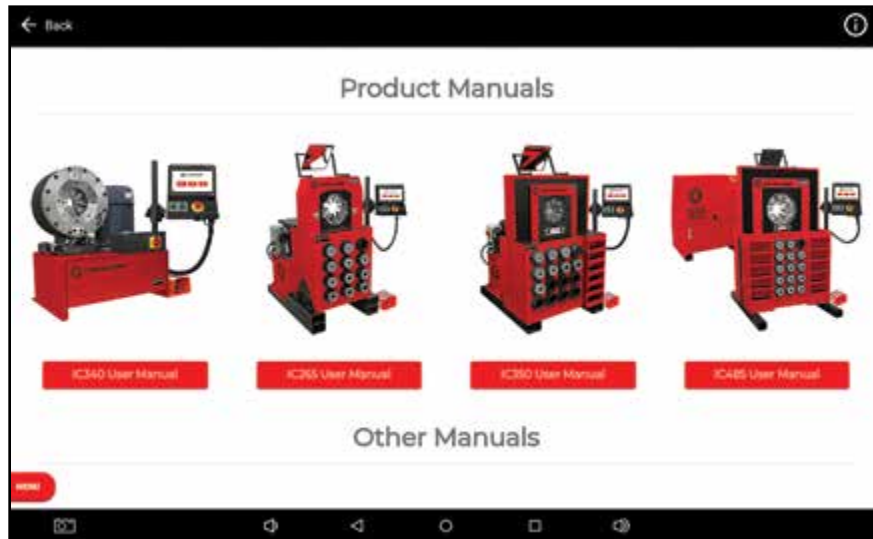 Back
Product Manuals
IC340 User Manual
IC265 User Manual
IC350 User Manual
IC485 User Manual
Other Manuals
MENU